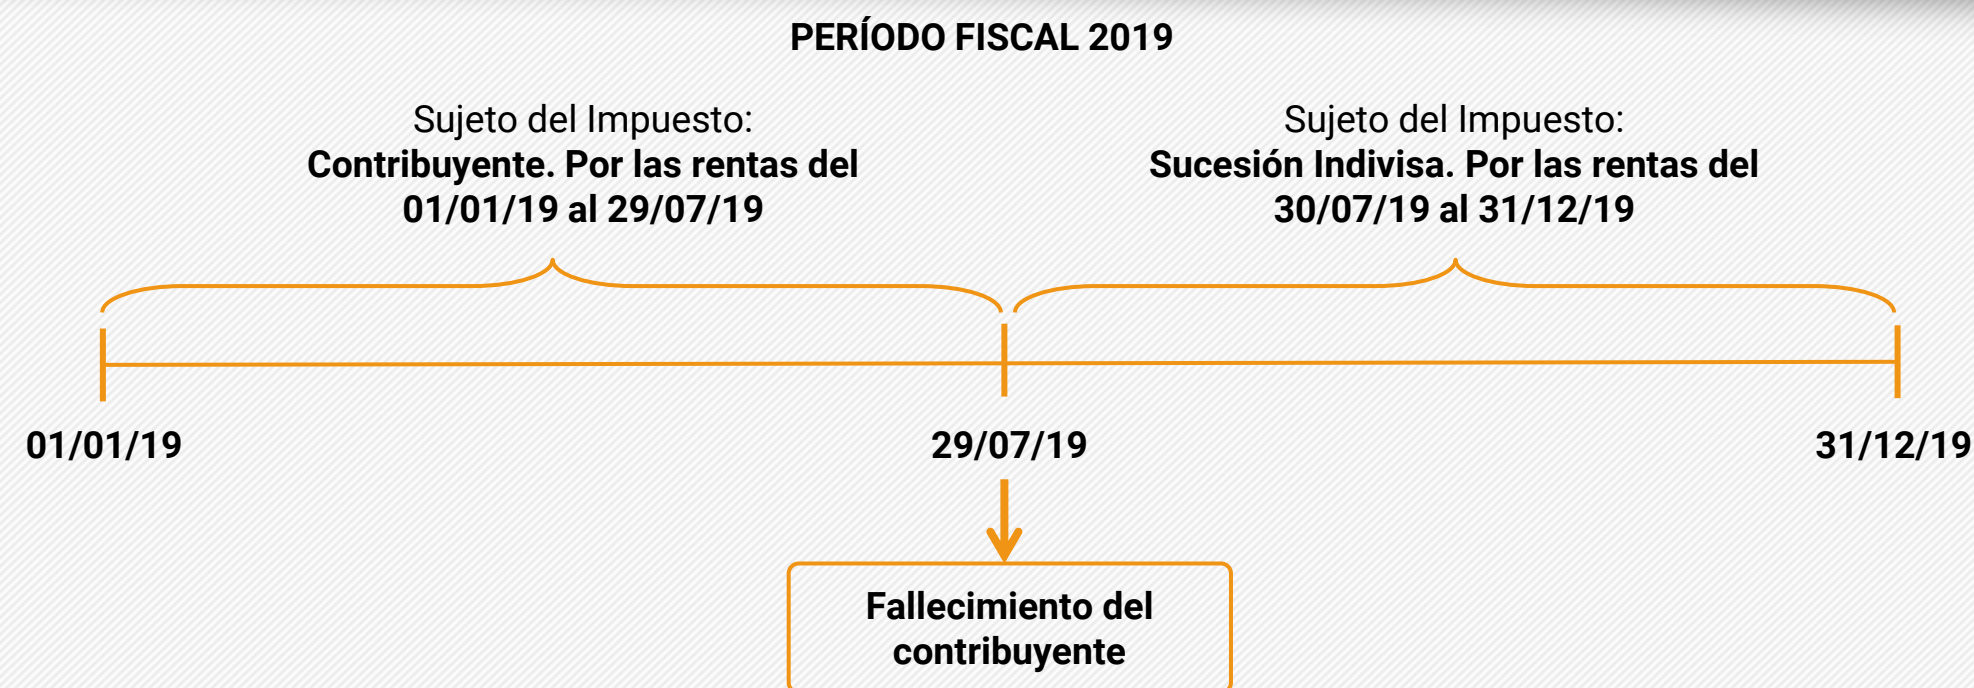 PERÍODO FISCAL 2019
Sujeto del Impuesto:
Contribuyente. Por las rentas del
01/01/19 al 29/07/19
Sujeto del Impuesto:
Sucesión Indivisa. Por las rentas del
30/07/19 al 31/12/19
01/01/19
29/07/19
31/12/19
Fallecimiento del
contribuyente